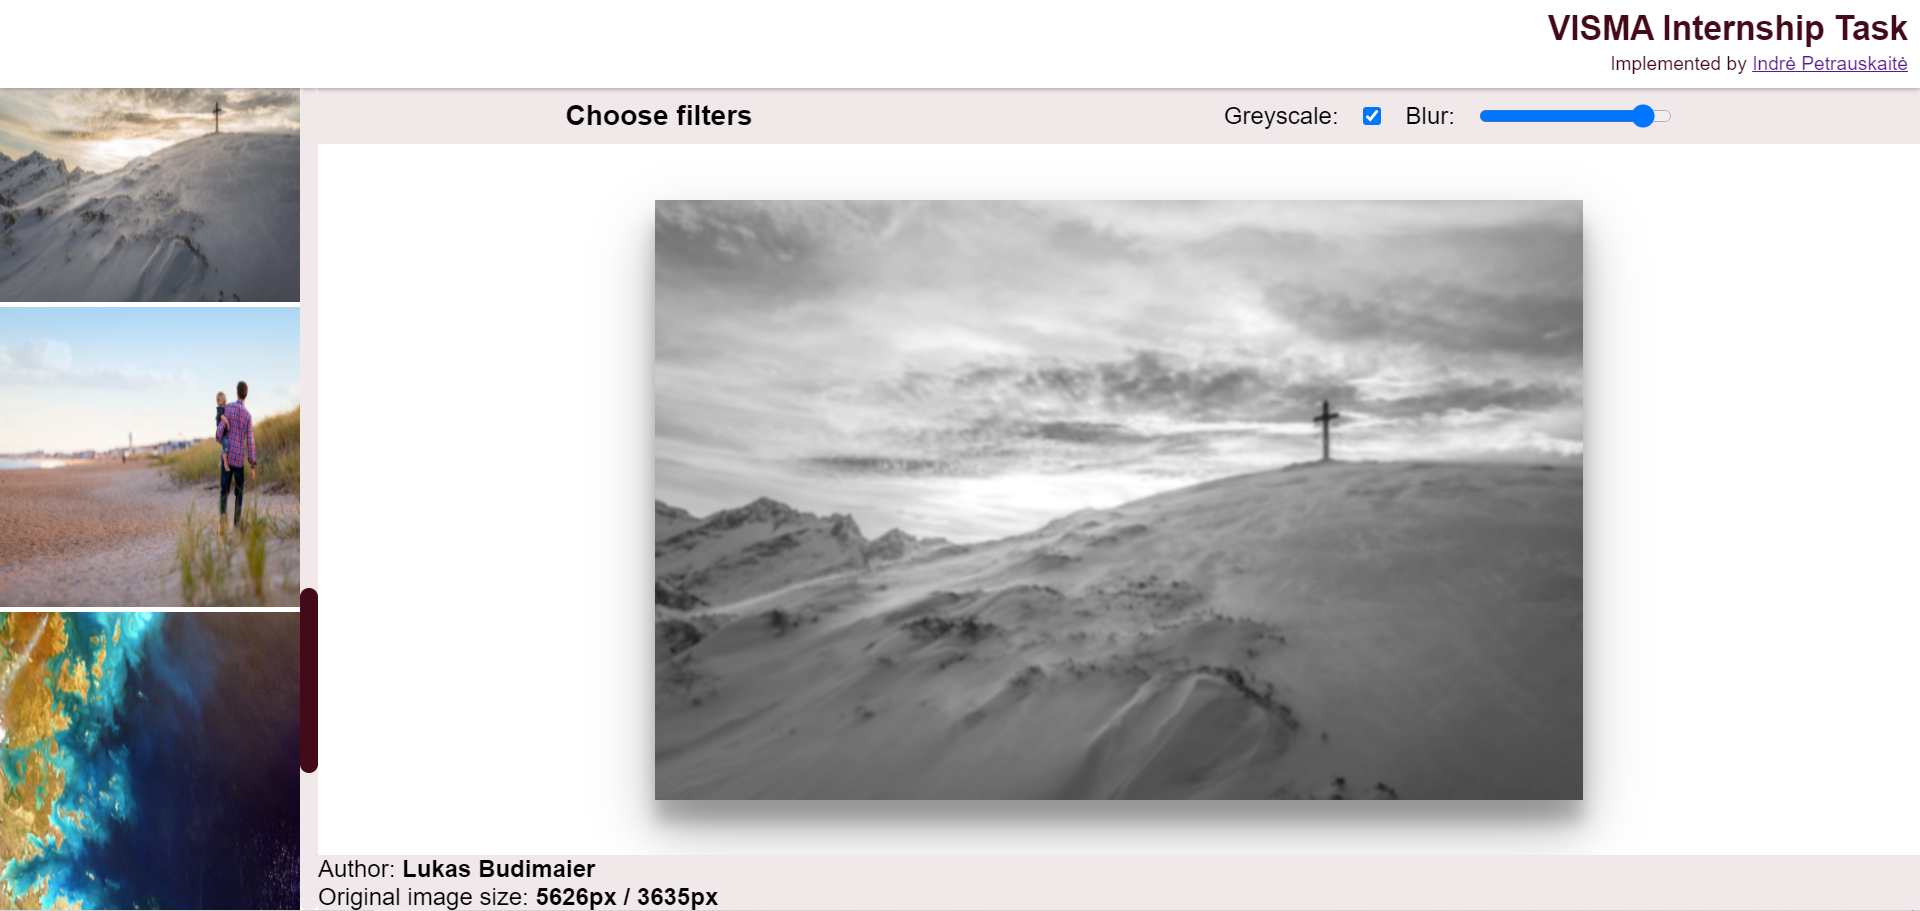 VISMA Internship Task
Implemented by Indrė Petrauskaitė
Choose filters
Greyscale: Blur:
Author: Lukas Budimaier
Original image size: 5626px / 3635px